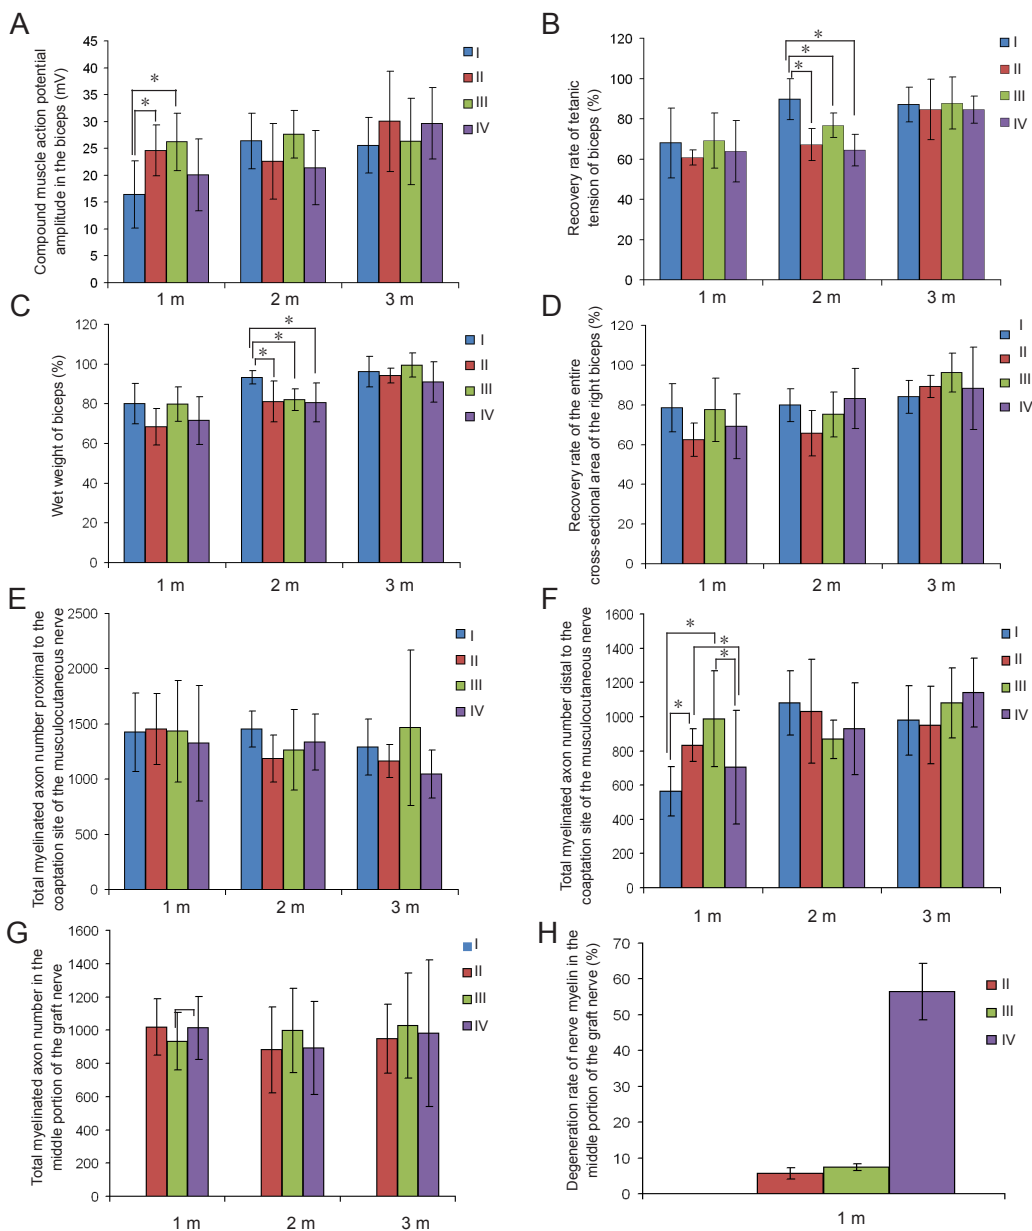 A
Compound muscle action potential
amplitude in the biceps (mV)
45
40
35
30
25
20
15
10
5
0
*
*
I
II
III
IV
1 m
2 m
3 m
B
Recovery rate of tetanic
tension of biceps (%)
120
100
80
60
40
20
0
*
*
*
I
II
III
IV
1 m
2 m
3 m
C
Wet weight of biceps (%)
120
100
80
60
40
20
0
*
*
*
I
II
III
IV
1 m
2 m
3 m
D
Recovery rate of the entire
cross-sectional area of the right biceps (%)
120
100
80
60
40
20
0
I
II
III
IV
1 m
2 m
3 m
E
Total myelinated axon number proximal to the
coaptation site of the musculocutaneous nerve
2500
2000
1500
1000
500
0
I
II
III
IV
1 m
2 m
3 m
F
Total myelinated axon number distal to the
coaptation site of the musculocutaneous nerve
1600
1400
1200
1000
800
600
400
200
0
*
*
*
*
I
II
III
IV
1 m
2 m
3 m
G
Total myelinated axon number in the
middle portion of the graft nerve
1600
1400
1200
1000
800
600
400
200
0
I
II
III
IV
1 m
2 m
3 m
H
Degeneration rate of nerve myelin in the
middle portion of the graft nerve (%)
70
60
50
40
30
20
10
0
II
III
IV
1 m